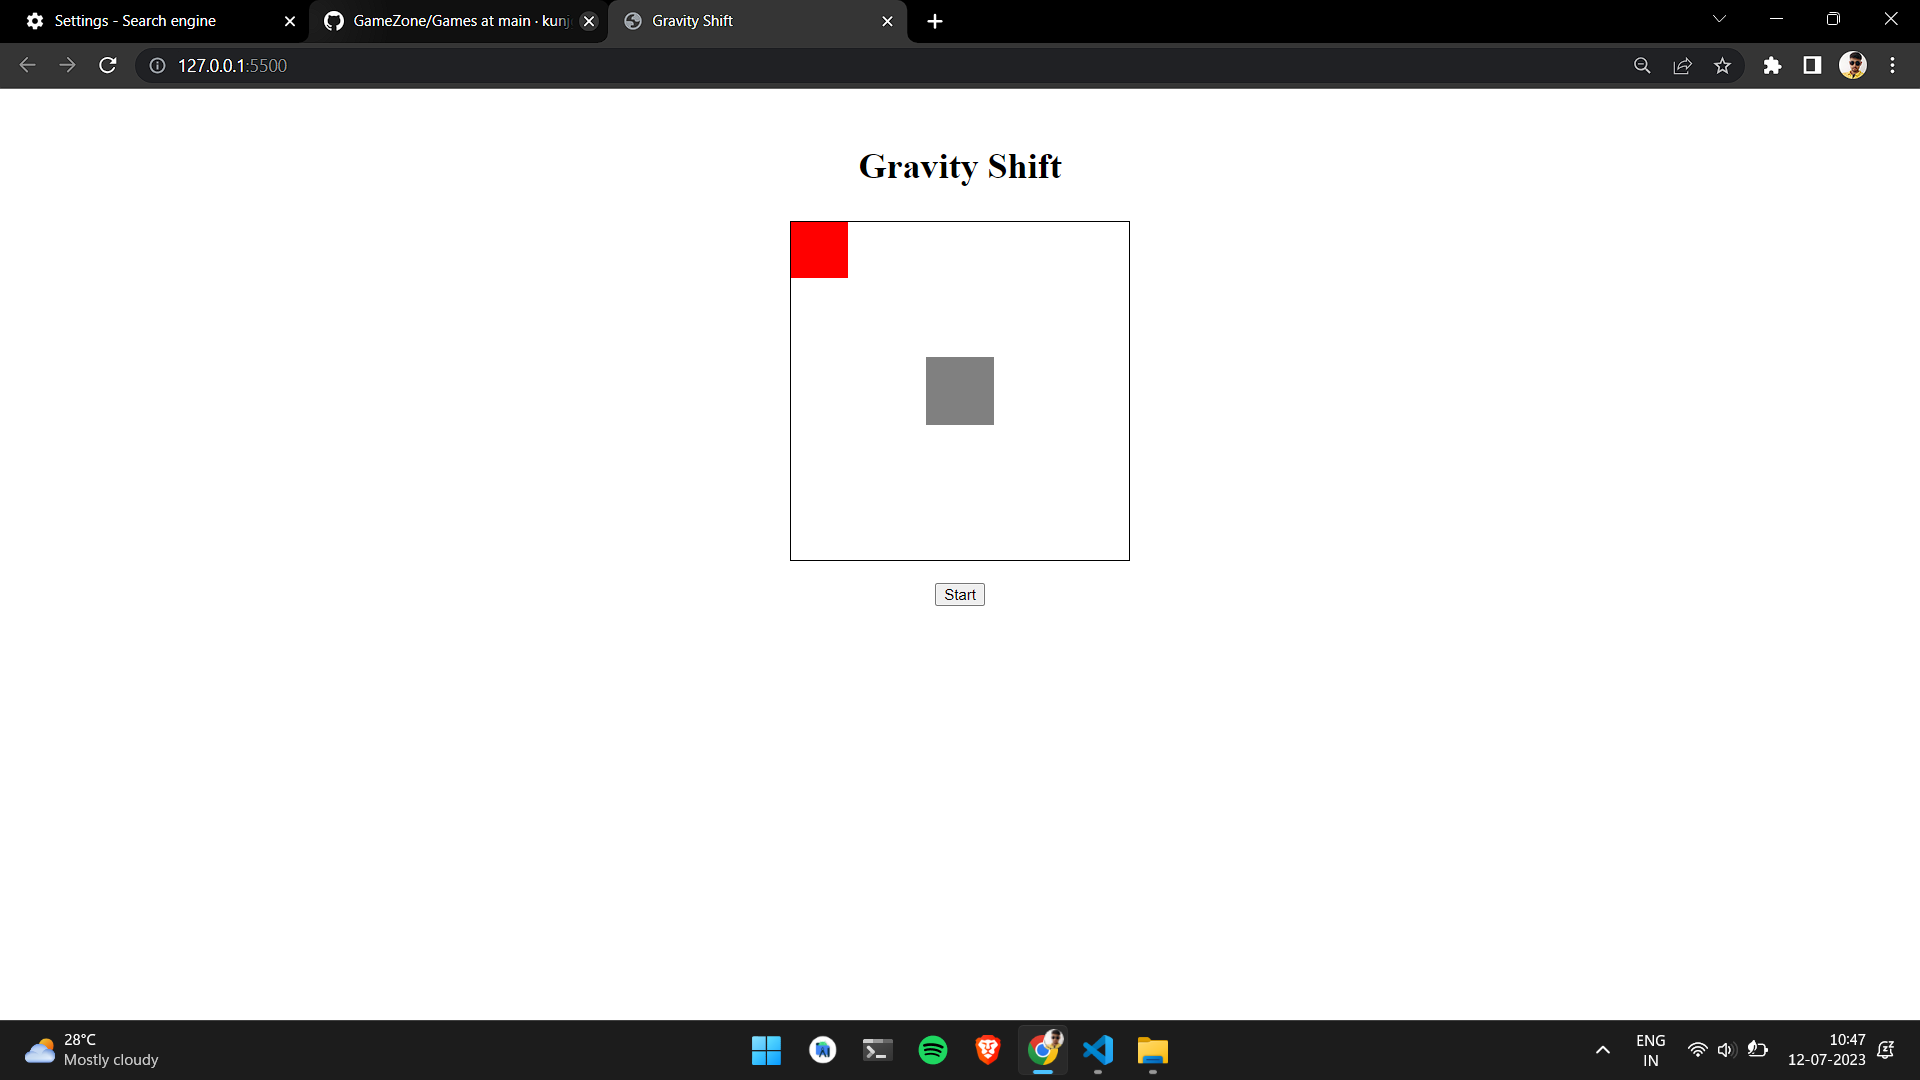 Settings - Search engine
GameZone/Games at main · kunj
Gravity Shift
127.0.0.1:5500
Gravity Shift
Start
28°C
Mostly cloudy
ENG
IN
10:47
12-07-2023